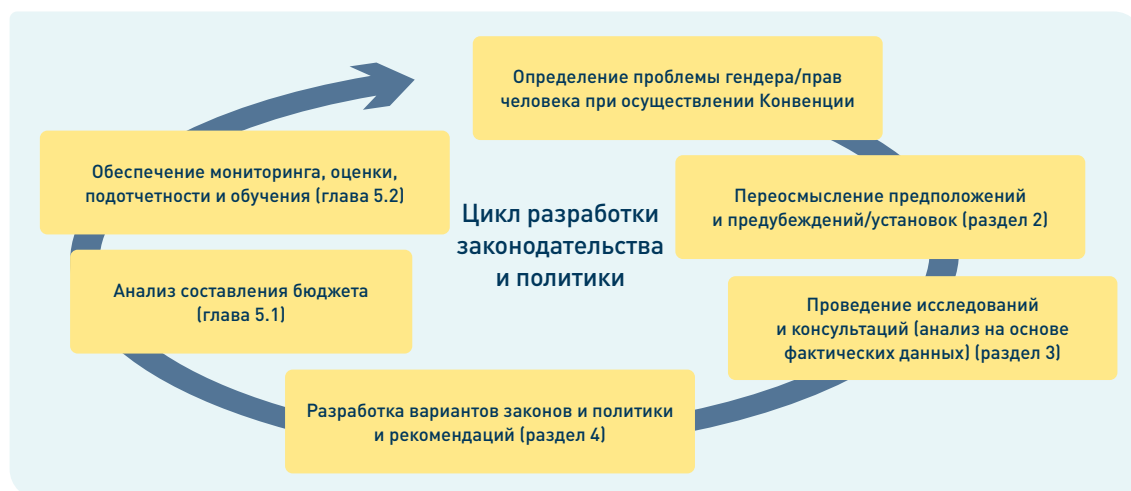 Определение проблемы гендера/прав
человека при осуществлении Конвенции
Переосмысление предположений
и предубеждений/установок (раздел 2)
Проведение исследований
и консультаций (анализ на основе
фактических данных) (раздел 3)
Разработка вариантов законов и политики
и рекомендаций (раздел 4)
Анализ составления бюджета
(глава 5.1)
Обеспечение мониторинга, оценки,
подотчетности и обучения (глава 5.2)
Цикл разработки
законодательства
и политики